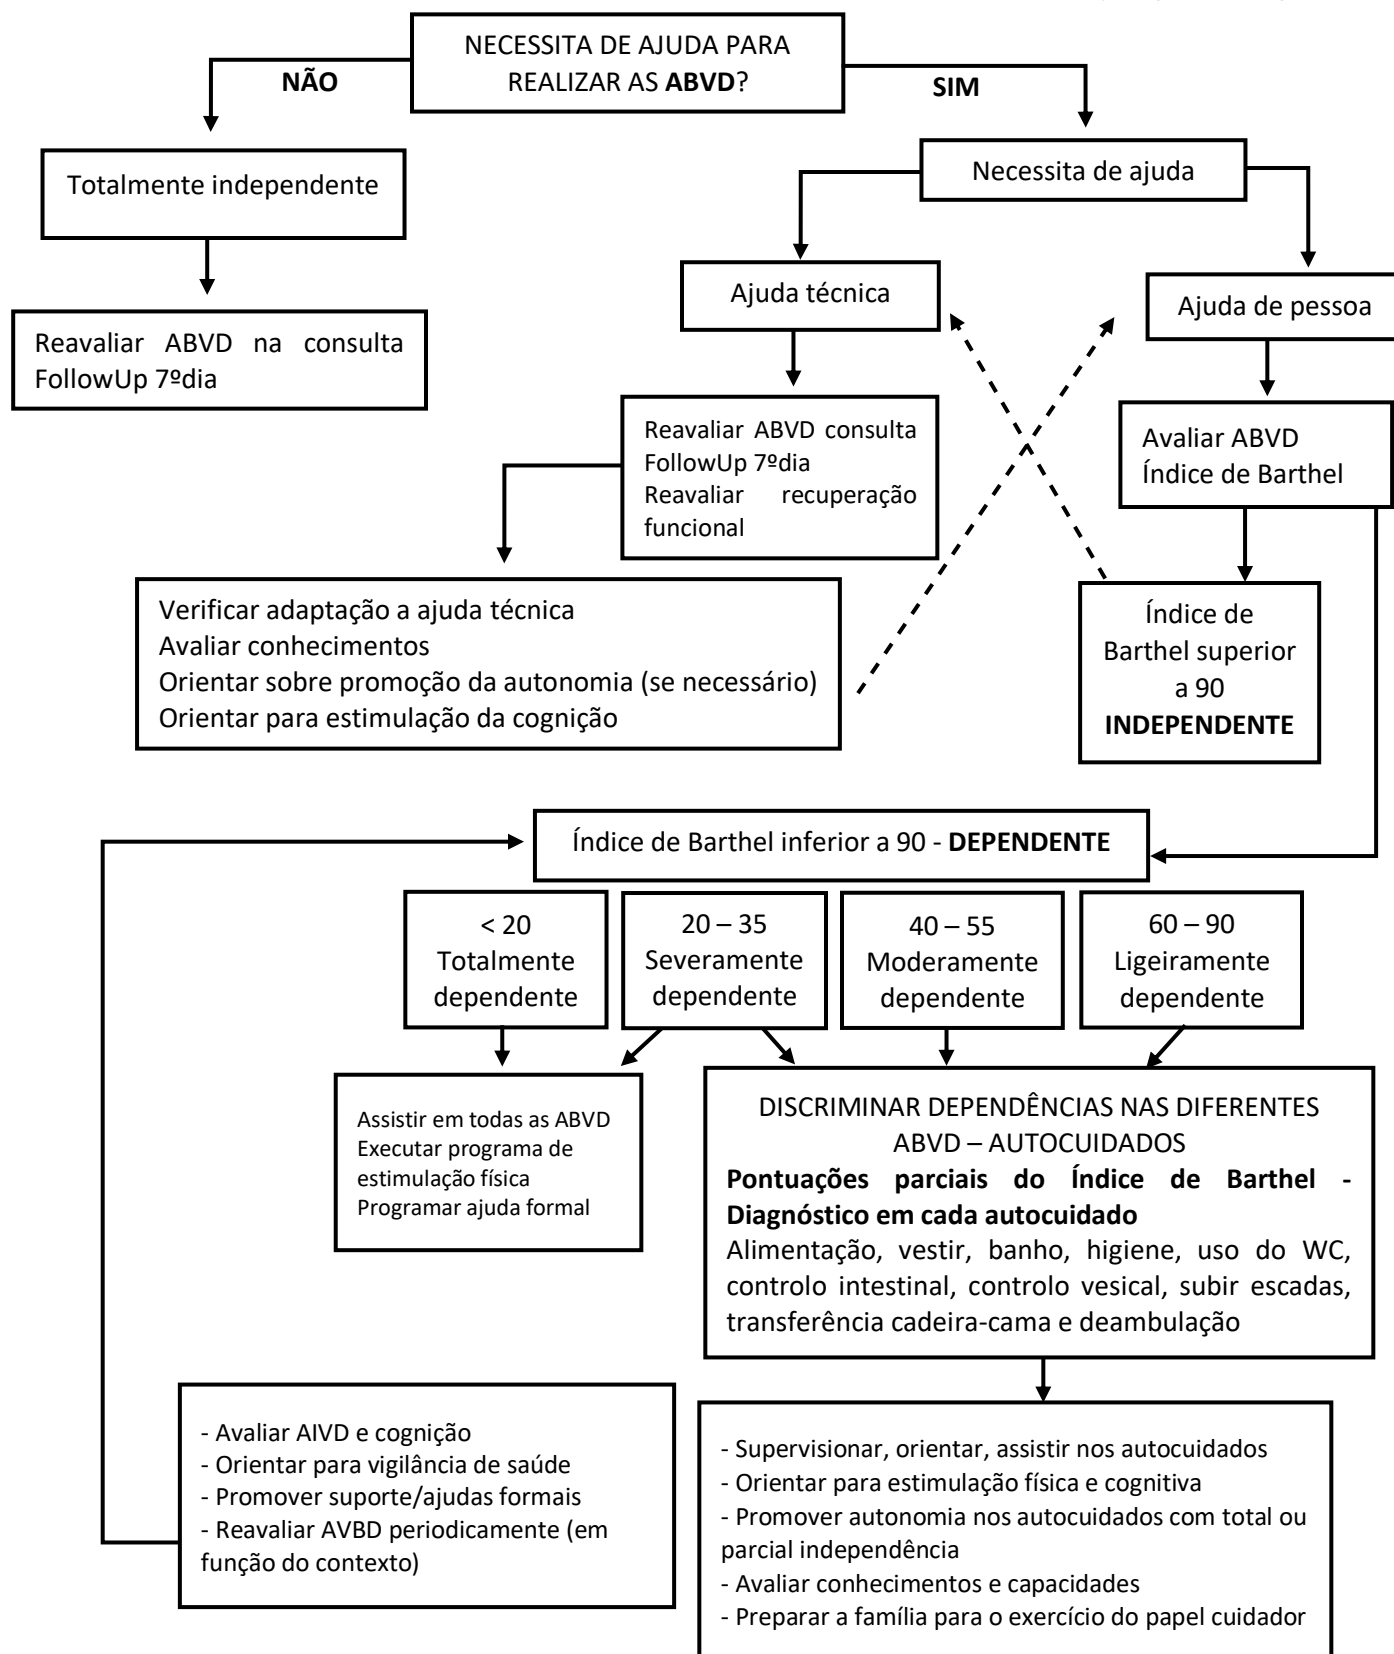 NECESSITA DE AJUDA PARA
REALIZAR AS ABVD?
NÃO
SIM
Totalmente independente
Necessita de ajuda
Reavaliar ABVD na consulta
FollowUp 7ºdia
Ajuda técnica
Ajuda de pessoa
Reavaliar ABVD consulta
FollowUp 7ºdia
Reavaliar recuperação
funcional
Avaliar ABVD
Índice de Barthel
Verificar adaptação a ajuda técnica
Avaliar conhecimentos
Orientar sobre promoção da autonomia (se necessário)
Orientar para estimulação da cognição
Índice de
Barthel superior
a 90
INDEPENDENTE
Índice de Barthel inferior a 90 - DEPENDENTE
< 20
Totalmente
dependente
20 – 35
Severamente
dependente
40 – 55
Moderamente
dependente
60 – 90
Ligeiramente
dependente
Assistir em todas as ABVD
Executar programa de
estimulação física
Programar ajuda formal
DISCRIMINAR DEPENDÊNCIAS NAS DIFERENTES
ABVD – AUTOCUIDADOS
Pontuações parciais do Índice de Barthel -
Diagnóstico em cada autocuidado
Alimentação, vestir, banho, higiene, uso do WC,
controlo intestinal, controlo vesical, subir escadas,
transferência cadeira-cama e deambulação
- Avaliar AIVD e cognição
- Orientar para vigilância de saúde
- Promover suporte/ajudas formais
- Reavaliar AVBD periodicamente (em
função do contexto)
- Supervisionar, orientar, assistir nos autocuidados
- Orientar para estimulação física e cognitiva
- Promover autonomia nos autocuidados com total ou
parcial independência
- Avaliar conhecimentos e capacidades
- Preparar a família para o exercício do papel cuidador